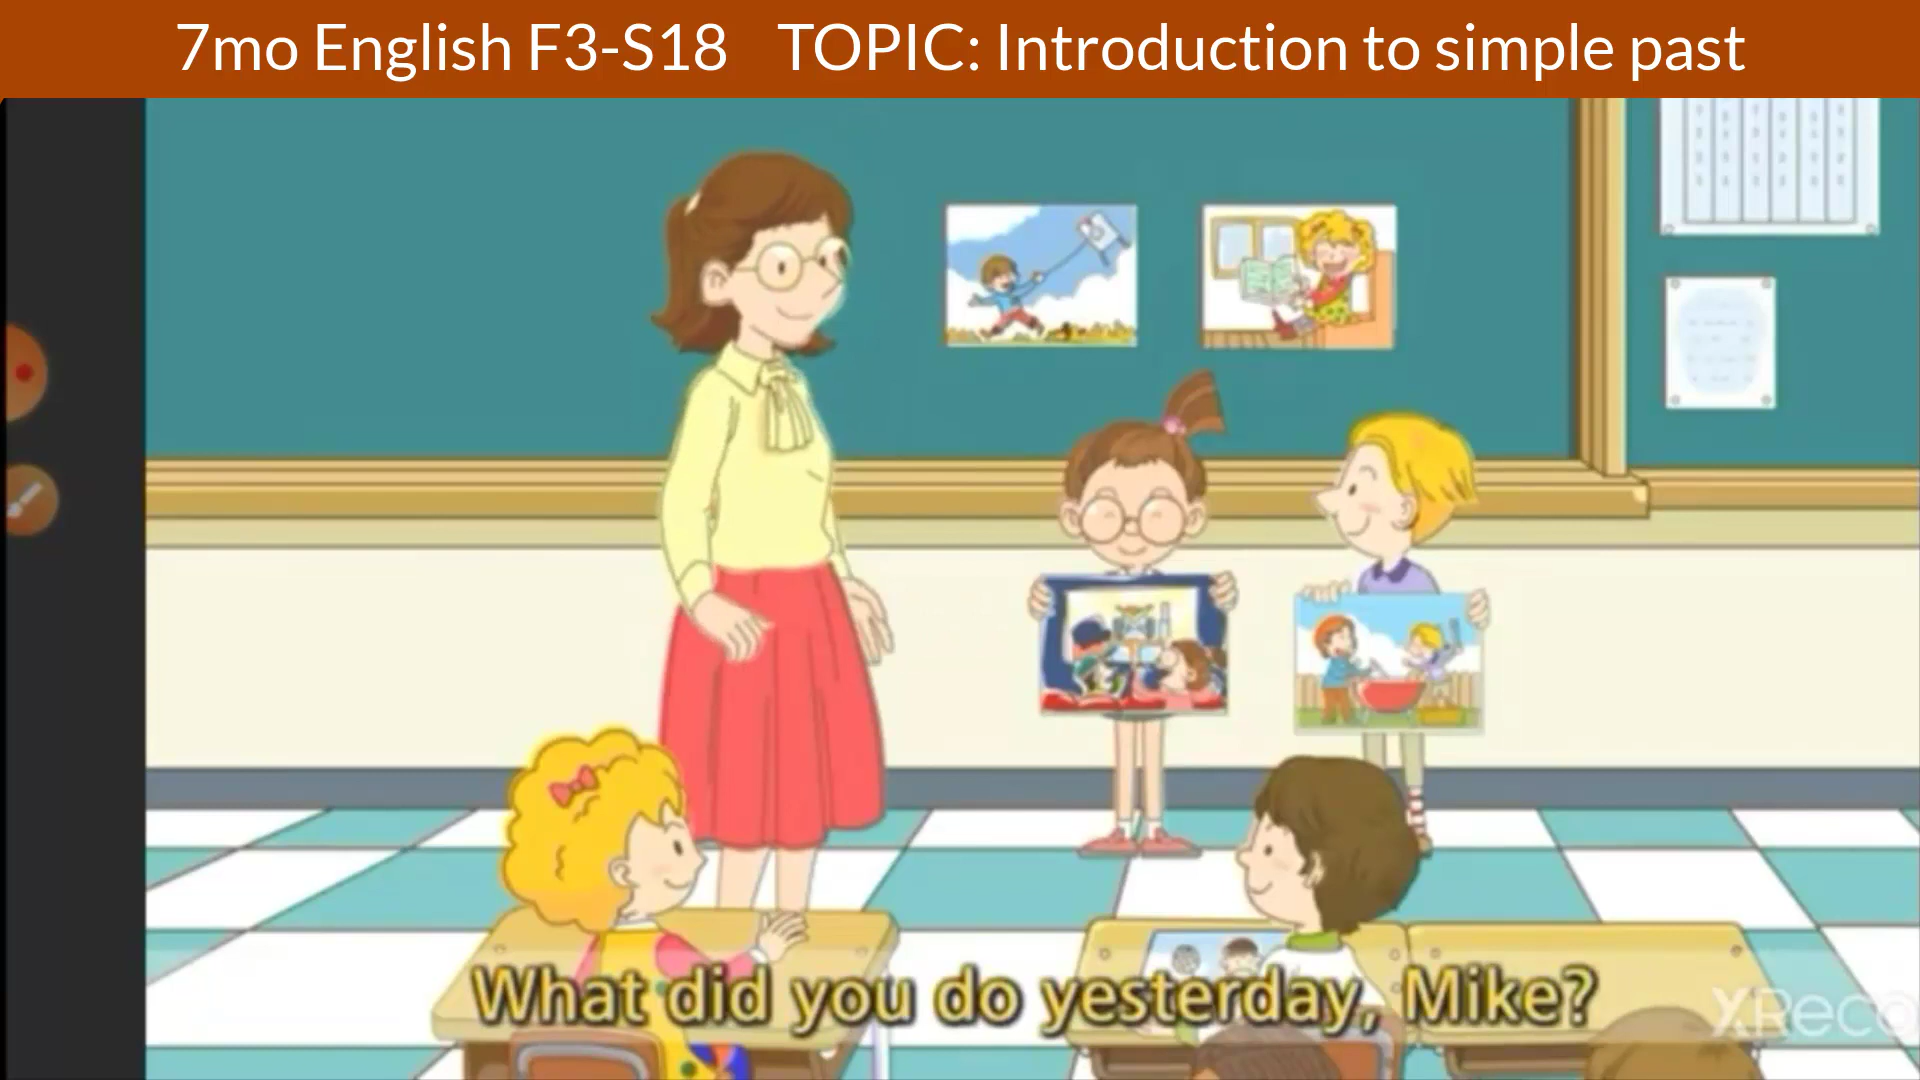 7mo English F3-S18 TOPIC: Introduction to simple past
What did you do yesterday, Mike?
XReco